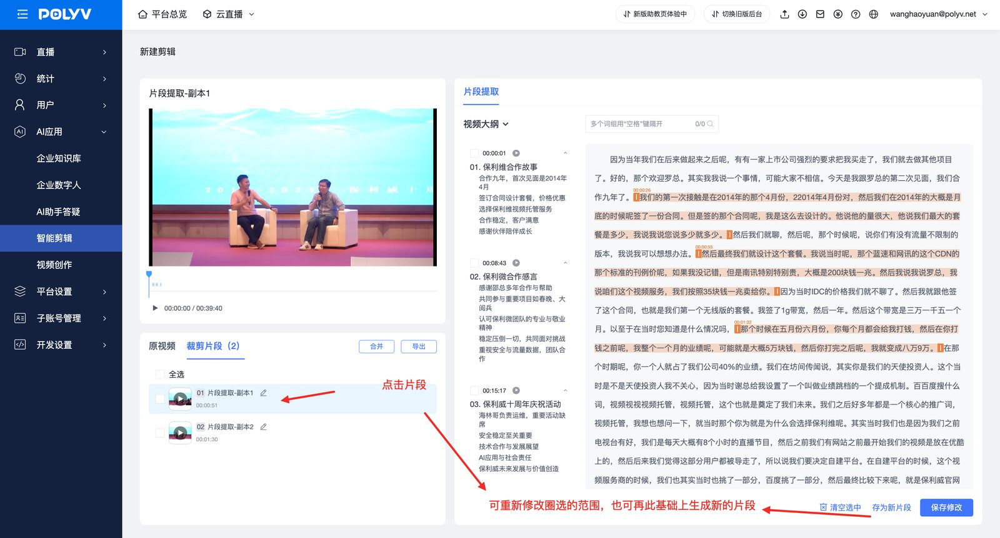 POLYV
平台总览
云直播
新版助教页体验中
切换旧版后台
wanghaoyuan@polyv.net
直播
统计
用户
AI应用
企业知识库
企业数字人
AI助手答疑
智能剪辑
视频创作
平台设置
子账号管理
开发设置
新建剪辑
片段提取-副本1
2014 2023 保利威十周
00:00:00 / 00:39:40
原视频
裁剪片段（2）
合并
导出
全选
01 片段提取-副本1
00:00:51
02 片段提取-副本2
00:01:30
点击片段
片段提取
视频大纲
多个词组用“空格”键隔开
0/0
00:00:01
01. 保利维合作故事
合作九年，首次见面是2014年
4月
签订合同设计套餐，价格优惠
选择保利维视频托管服务
合作稳定，客户满意
感谢伙伴陪伴成长
00:08:43
02. 保利微合作感言
感谢邵总多年合作与帮助
共同参与重要项目如春晚、大
阅兵
认可保利微团队的专业与敬业
精神
稳定压倒一切，共同面对挑战
重视安全与流量数据，团队合
作
00:15:17
03. 保利威十周年庆祝活动
海林哥负责运维，重要活动缺
席
安全稳定至关重要
技术合作与发展展望
AI应用与社会责任
保利威未来发展与价值创造
因为当年我们在后来做起来之后呢，有有一家上市公司强烈的要求把我买走了，我们就去做其他项目
了。好的，那个欢迎罗总。其实我我说一个事情，可能大家不相信。今天是我跟罗总的第二次见面，我们合
00:00:26
作九年了。我们的第一次接触是在2014年的那个4月份，22014年4月份对，然后我们在2014年的大概是月
底的时候呢签了一份合同。但是签的那个合同呢，我是这么去设计的。他说他的量很大，他说我们最大的套
餐是多少，我说我说您说多少就多少。然后我们就聊，然后呢，那个时候呢，说你们有没有流量不限制的
00:00:55
版本，我说我可以想想办法。然后最终我们就设计这个套餐。我说当时呢，那个蓝速和网讯的这个CDN的
那个标准的刊例价呢，如果我没记错，但是南讯特别特别贵，大概是200块钱一兆。然后我说我说罗总，我
说咱们这个视频服务，我们按照35块钱一兆卖给你。因为当时IDC的价格我们就不聊了。然后我就跟他签
了这个合同，也就是我们第一个无线版的套餐。我签了1g带宽，然后一年。然后这个带宽是三万一千五一个
00:01:32
月。以至于在当时您知道是什么情况吗，那个时候在五月份六月份，你每个月都会给我打钱，然后在你打
钱之前呢，我整个一个月的业绩呢，可能就是大概5万块钱，然后你打完之后呢，我就变成八万9万。在那
个时期呢，你一个人就占了我们公司40%的业绩。我们在坊间传闻说，其实你是我们的天使投资人。这个当
时是不是天使投资人我不关心，因为当时谢总给我设置了一个叫做业绩跳档的一个提成机制。百百度搜什么
词，视频视视视频托管，视频托管，这个也就是奠定了我们未来。我们之后好多年都是一个核心的推广词，
视频托管，我想也想问一下，就当时那个你为就是为什么会选择保利维呢。其实当时我们也是因为我们之前
电视台有好，我们是每天大概有8个小时的直播节目，然后之前我们有网站之前最开始我们的视频是放在优酷
上的，然后后来我们觉得这部分用户都被导走了，所以说我们要决定自建平台。在自建平台的时候，这个视
频服务商的时候，我们也其实当时也挑了一部分，百度挑了一部分，然后最终比较下来呢，就是保利威官网
可重新修改圈选的范围，也可再此基础上生成新的片段
清空选中
存为新片段
保存修改